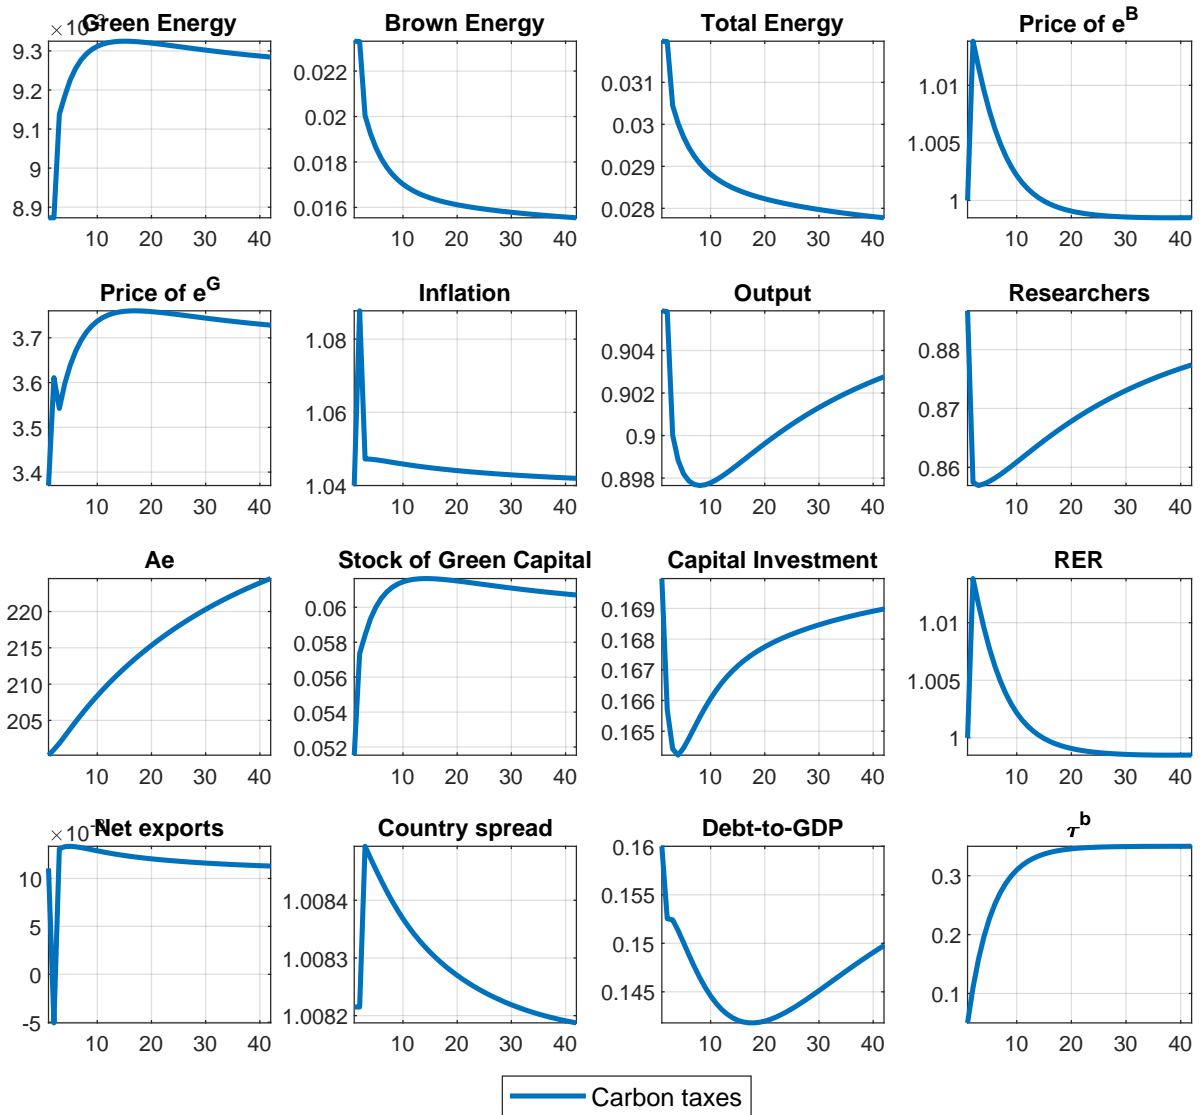 Green Energy Brown Energy Total Energy Price of e^B
×10
9.3 9.2 9.1 9 8.9
10 20 30 40
0.022 0.02 0.018 0.016
10 20 30 40
0.031 0.03 0.029 0.028
10 20 30 40
1.01 1.005 1
10 20 30 40
Price of e^G Inflation Output Researchers
3.7 3.6 3.5 3.4
10 20 30 40
1.08 1.06 1.04
10 20 30 40
0.904 0.902 0.9 0.898
10 20 30 40
0.88 0.87 0.86
10 20 30 40
Ae Stock of Green Capital Capital Investment RER
220 215 210 205
10 20 30 40
0.06 0.058 0.056 0.054 0.052
10 20 30 40
0.169 0.168 0.167 0.166 0.165
10 20 30 40
1.01 1.005 1
10 20 30 40
Net exports Country spread Debt-to-GDP τ^b
×10
10 5 0 -5
10 20 30 40
1.0084 1.0083 1.0082
10 20 30 40
0.16 0.155 0.15 0.145
10 20 30 40
0.3 0.2 0.1
10 20 30 40
Carbon taxes